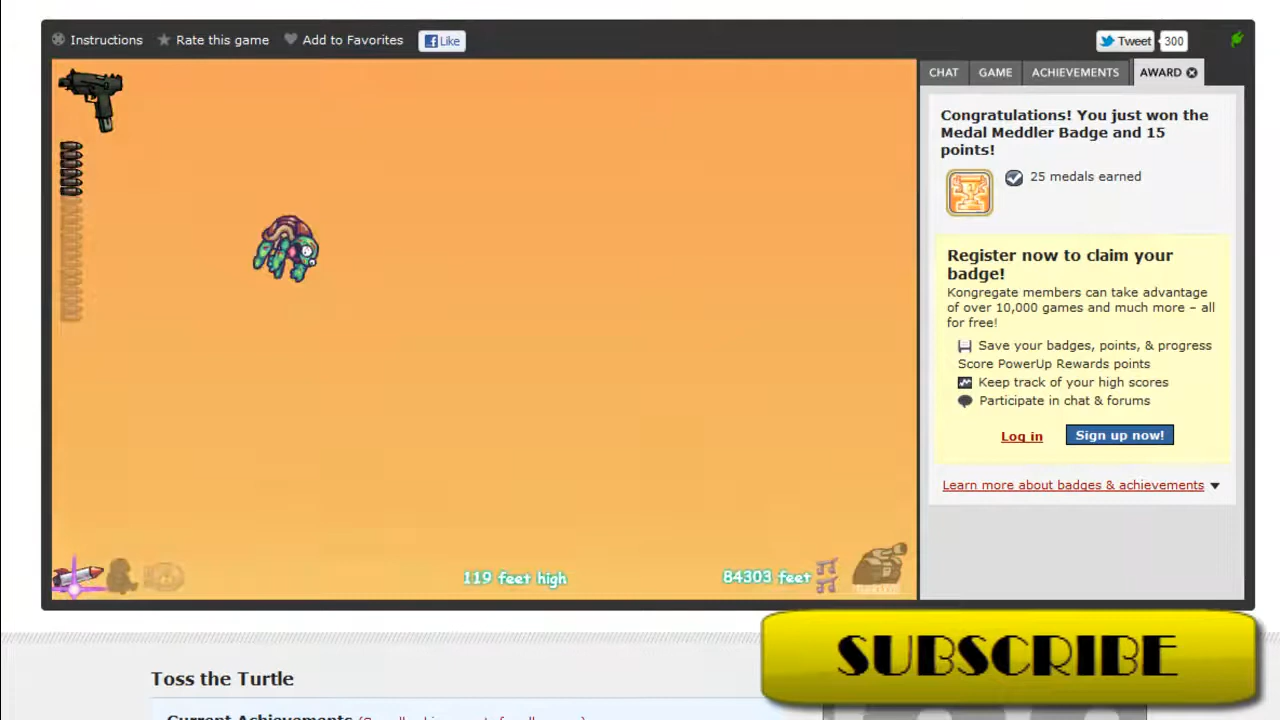 Instructions Rate this game Add to Favorites Like Tweet 300
CHAT GAME ACHIEVEMENTS AWARD
Congratulations! You just won the
Medal Meddler Badge and 15
points!
25 medals earned
Register now to claim your
badge!
Kongregate members can take advantage
of over 10,000 games and much more – all
for free!
Save your badges, points, & progress
Score PowerUp Rewards points
Keep track of your high scores
Participate in chat & forums
Log in Sign up now!
Learn more about badges & achievements
119 feet high 84303 feet
SUBSCRIBE
Toss the Turtle
Current Achievements